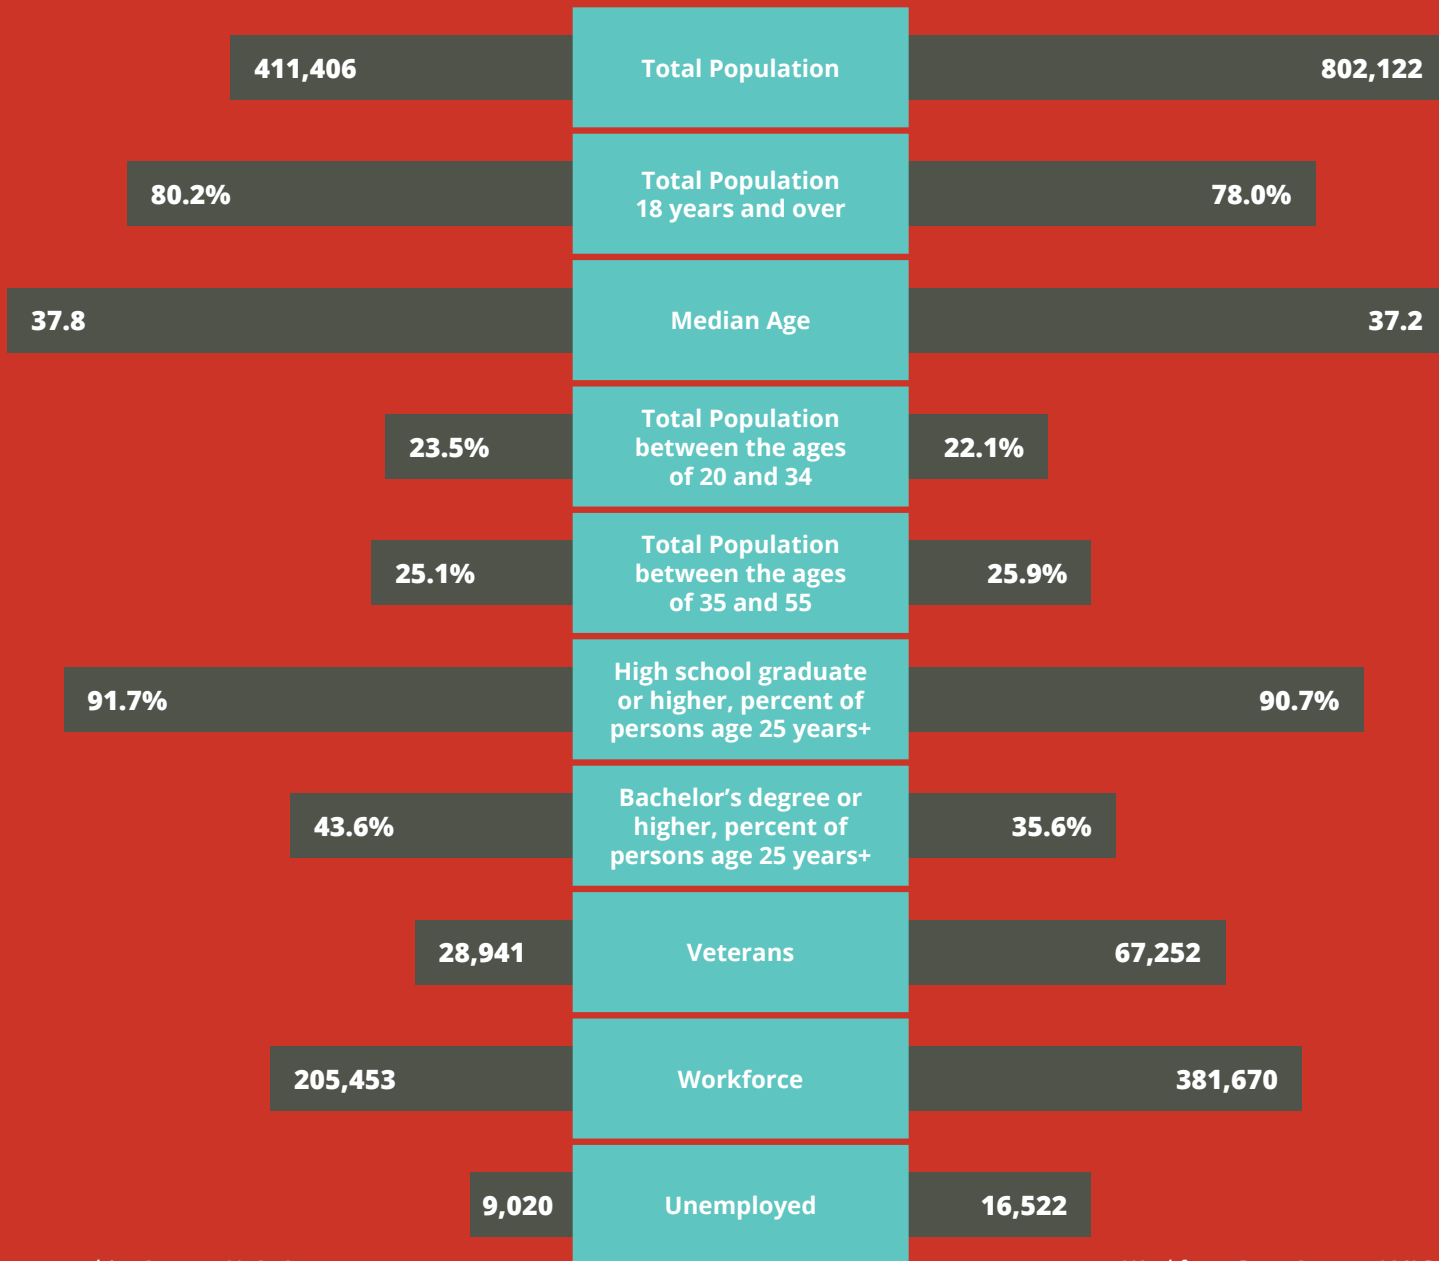 411,406
Total Population
802,122
80.2%
Total Population
18 years and over
78.0%
37.8
Median Age
37.2
23.5%
Total Population
between the ages
of 20 and 34
22.1%
25.1%
Total Population
between the ages
of 35 and 55
25.9%
91.7%
High school graduate
or higher, percent of
persons age 25 years+
90.7%
43.6%
Bachelor’s degree or
higher, percent of
persons age 25 years+
35.6%
28,941
Veterans
67,252
205,453
Workforce
381,670
9,020
Unemployed
16,522